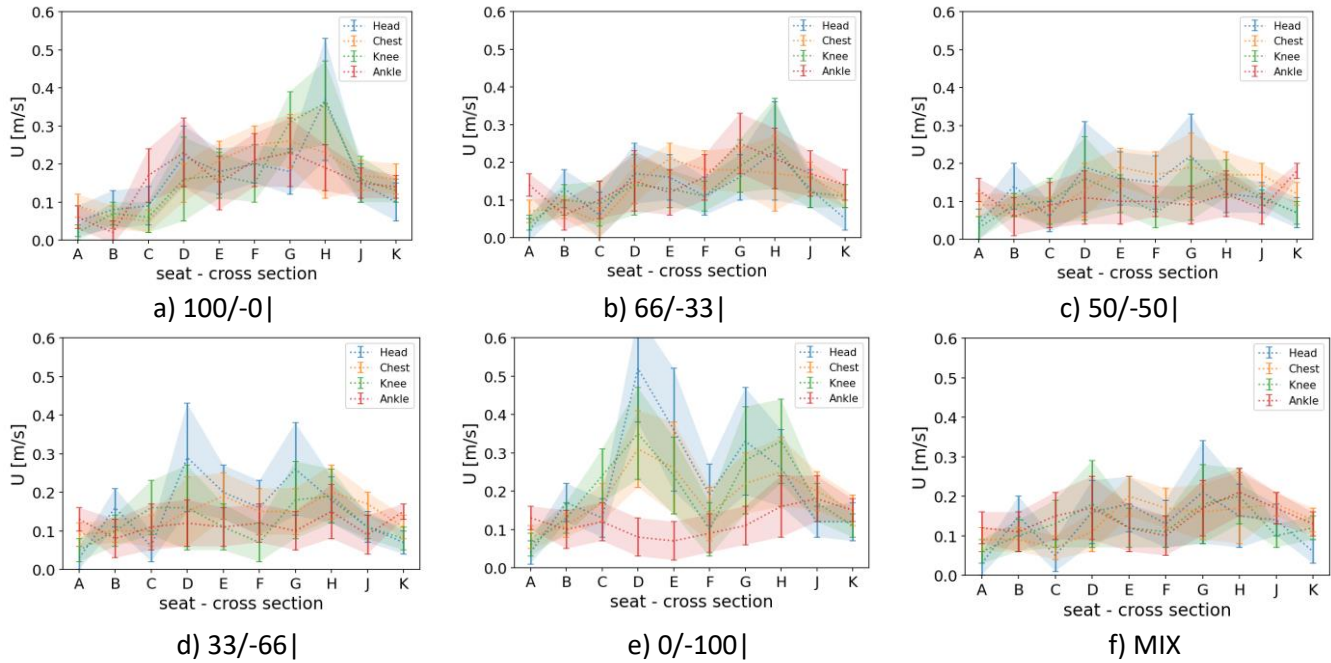 0.6
0.5
0.4
0.3
0.2
0.1
0.0
U [m/s]
Head
Chest
Knee
Ankle
A B C D E F G H J K
seat - cross section
a) 100/-0|
0.6
0.5
0.4
0.3
0.2
0.1
0.0
U [m/s]
Head
Chest
Knee
Ankle
A B C D E F G H J K
seat - cross section
b) 66/-33|
0.6
0.5
0.4
0.3
0.2
0.1
0.0
U [m/s]
Head
Chest
Knee
Ankle
A B C D E F G H J K
seat - cross section
c) 50/-50|
0.6
0.5
0.4
0.3
0.2
0.1
0.0
U [m/s]
Head
Chest
Knee
Ankle
A B C D E F G H J K
seat - cross section
d) 33/-66|
0.6
0.5
0.4
0.3
0.2
0.1
0.0
U [m/s]
Head
Chest
Knee
Ankle
A B C D E F G H J K
seat - cross section
e) 0/-100|
0.6
0.5
0.4
0.3
0.2
0.1
0.0
U [m/s]
Head
Chest
Knee
Ankle
A B C D E F G H J K
seat - cross section
f) MIX